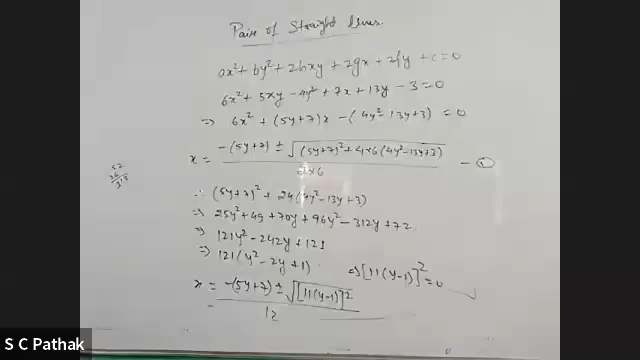 Pair of Straight lines.
ax²+by²+2hxy+2gx+2fy+c=0
6x²+5xy-4y²+7x+13y-3=0
⇒ 6x²+(5y+7)x-(4y²-13y+3)=0
x = -(5y+7)±√(5y+7)²+4×6(4y²-13y+3) / 2×6 - ①
∴ (5y+7)²+24(4y²-13y+3)
⇒ 25y²+49+70y+96y²-312y+72
⇒ 121y²-242y+121
⇒ 121(y²-2y+1) ⇒[11(y-1)]²=0
x = -(5y+7)±√[11(y-1)]² / 12
S C Pathak